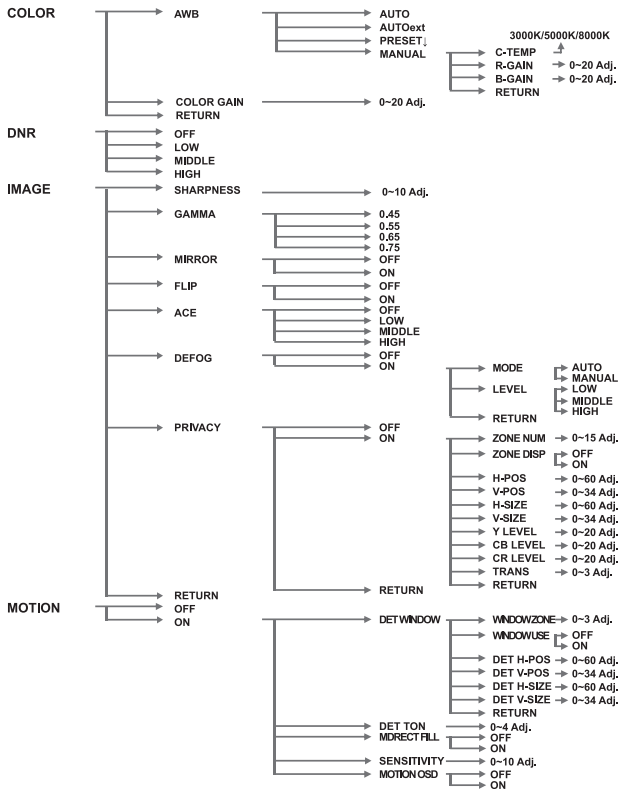 COLOR AWB AUTO
AUTOext 3000K/5000K/8000K
PRESET↓
MANUAL C-TEMP
R-GAIN 0~20 Adj.
B-GAIN 0~20 Adj.
RETURN
COLOR GAIN 0~20 Adj.
RETURN
DNR OFF
LOW
MIDDLE
HIGH
IMAGE SHARPNESS 0~10 Adj.
GAMMA 0.45
0.55
0.65
0.75
MIRROR OFF
ON
FLIP OFF
ON
ACE OFF
LOW
MIDDLE
HIGH
DEFOG OFF
ON MODE AUTO
MANUAL
LEVEL LOW
MIDDLE
HIGH
RETURN
PRIVACY OFF
ON ZONE NUM 0~15 Adj.
ZONE DISP OFF
ON
H-POS 0~60 Adj.
V-POS 0~34 Adj.
H-SIZE 0~60 Adj.
V-SIZE 0~34 Adj.
Y LEVEL 0~20 Adj.
CB LEVEL 0~20 Adj.
CR LEVEL 0~20 Adj.
TRANS 0~3 Adj.
RETURN
RETURN
RETURN
MOTION OFF
ON DET WINDOW WINDOWZONE 0~3 Adj.
WINDOWUSE OFF
ON
DET H-POS 0~60 Adj.
DET V-POS 0~34 Adj.
DET H-SIZE 0~60 Adj.
DET V-SIZE 0~34 Adj.
RETURN
DET TON 0~4 Adj.
MDRECT FILL OFF
ON
SENSITIVITY 0~10 Adj.
MOTION OSD OFF
ON